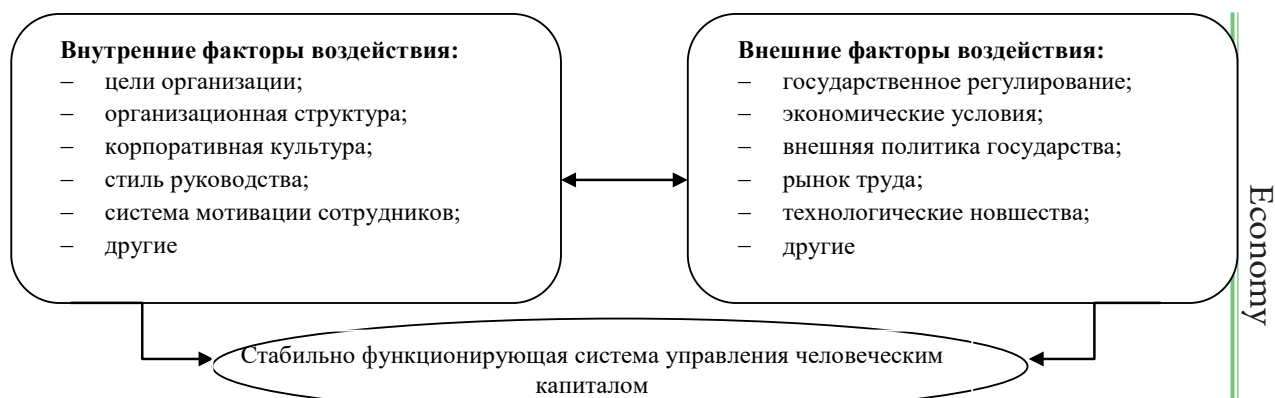 Внутренние факторы воздействия:
– цели организации;
– организационная структура;
– корпоративная культура;
– стиль руководства;
– система мотивации сотрудников;
– другие
Внешние факторы воздействия:
– государственное регулирование;
– экономические условия;
– внешняя политика государства;
– рынок труда;
– технологические новшества;
– другие
Стабильно функционирующая система управления человеческим
капиталом
Economy